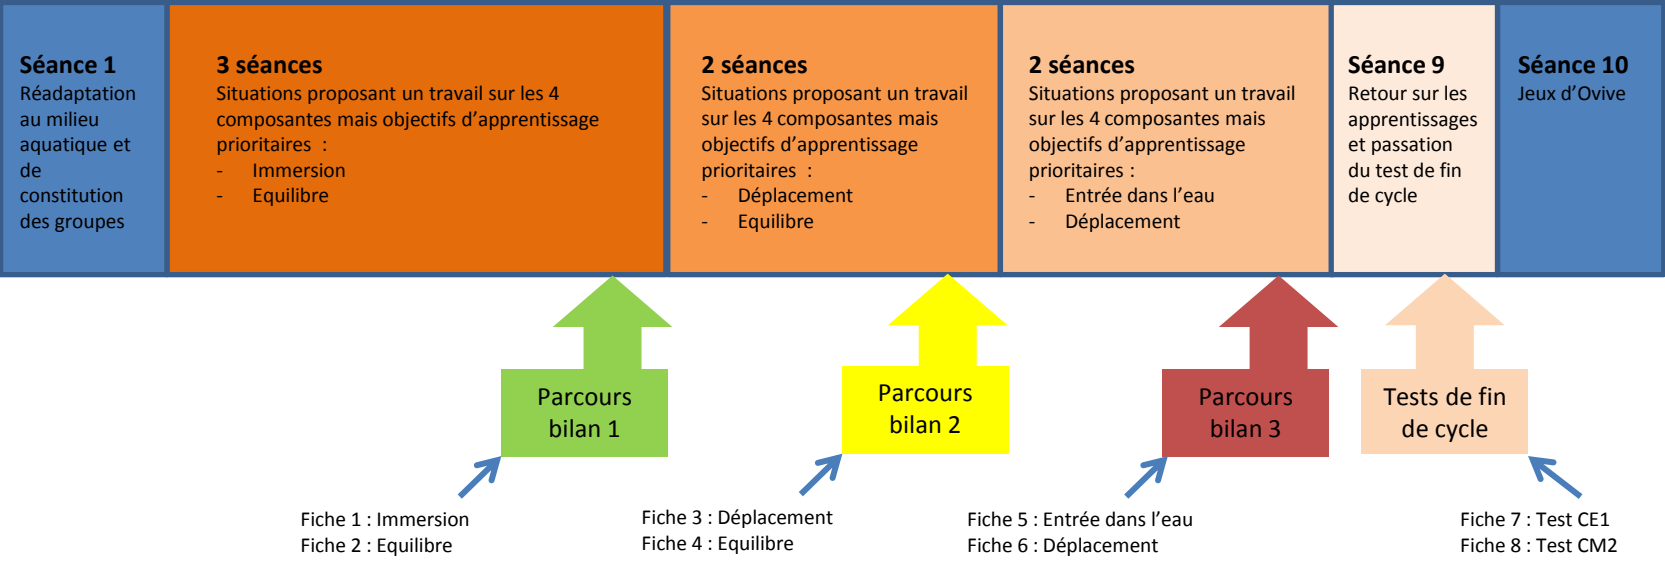 Séance 1
Réadaptation
au milieu
aquatique et
de
constitution
des groupes
3 séances
Situations proposant un travail sur les 4
composantes mais objectifs d'apprentissage
prioritaires :
- Immersion
- Equilibre
2 séances
Situations proposant un travail
sur les 4 composantes mais
objectifs d'apprentissage
prioritaires :
- Déplacement
- Equilibre
2 séances
Situations proposant un travail
sur les 4 composantes mais
objectifs d'apprentissage
prioritaires :
- Entrée dans l'eau
- Déplacement
Séance 9
Retour sur les
apprentissages
et passation
du test de fin
de cycle
Séance 10
Jeux d'Ovive
Parcours
bilan 1
Parcours
bilan 2
Parcours
bilan 3
Tests de fin
de cycle
Fiche 1 : Immersion
Fiche 2 : Equilibre
Fiche 3 : Déplacement
Fiche 4 : Equilibre
Fiche 5 : Entrée dans l'eau
Fiche 6 : Déplacement
Fiche 7 : Test CE1
Fiche 8 : Test CM2